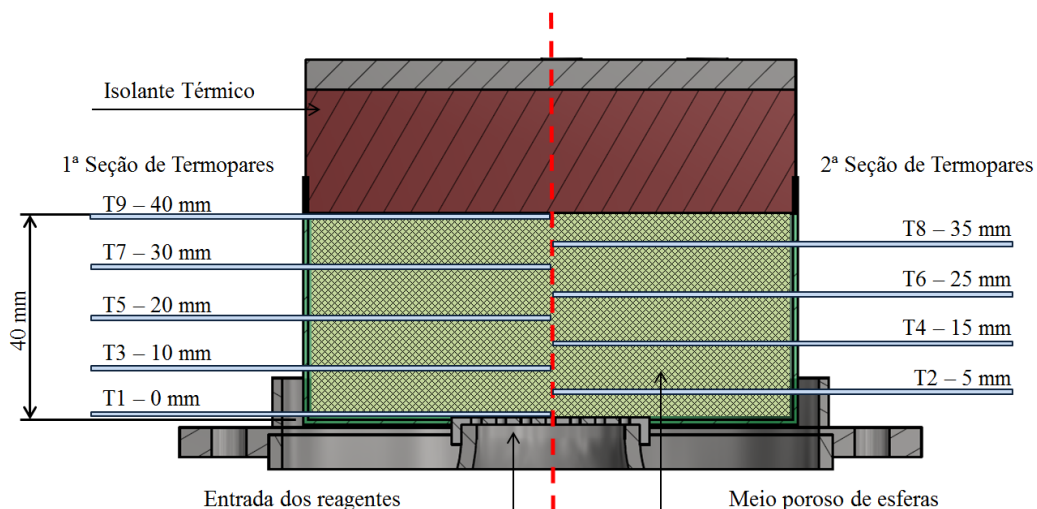 Isolante Térmico
1ª Seção de Termopares
2ª Seção de Termopares
T9 – 40 mm
T8 – 35 mm
T7 – 30 mm
T6 – 25 mm
T5 – 20 mm
T4 – 15 mm
40 mm
T3 – 10 mm
T2 – 5 mm
T1 – 0 mm
Entrada dos reagentes
Meio poroso de esferas